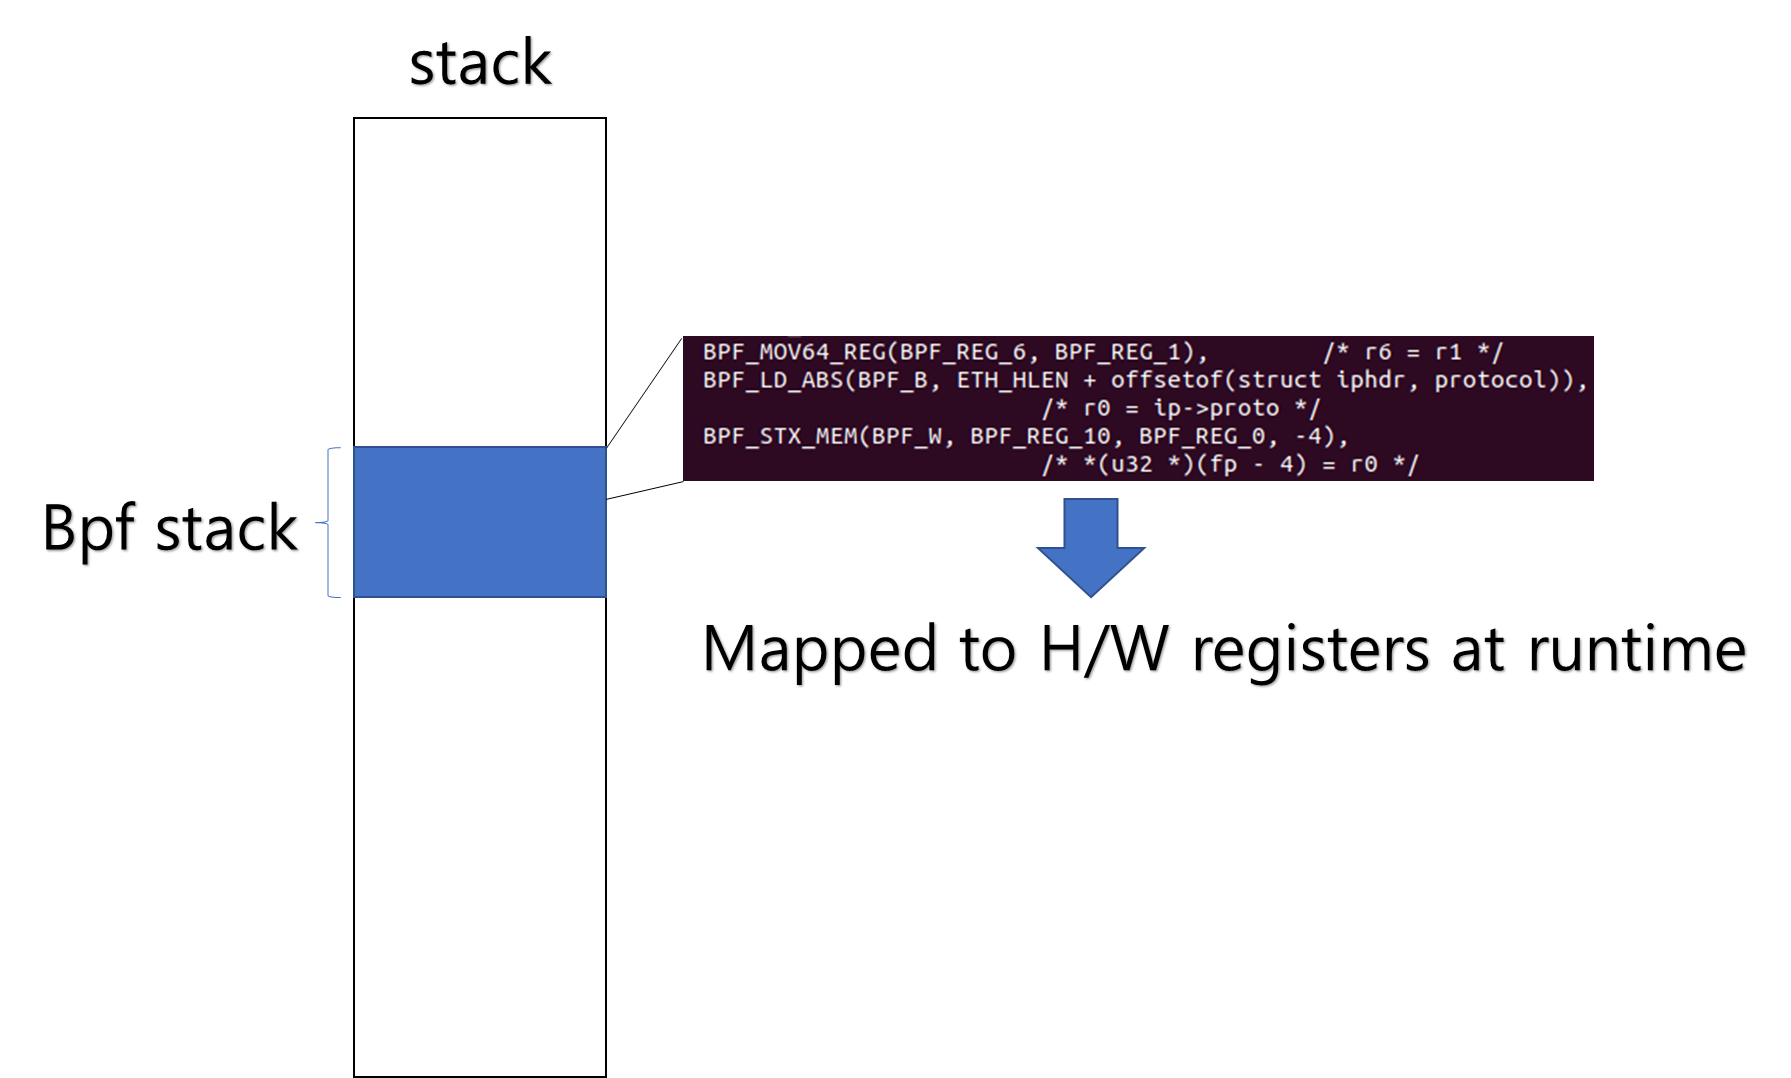 stack
BPF_MOV64_REG(BPF_REG_6, BPF_REG_1), /* r6 = r1 */
BPF_LD_ABS(BPF_B, ETH_HLEN + offsetof(struct iphdr, protocol)),
/* r0 = ip->proto */
BPF_STX_MEM(BPF_W, BPF_REG_10, BPF_REG_0, -4),
/* *(u32 *)(fp - 4) = r0 */
Bpf stack
Mapped to H/W registers at runtime